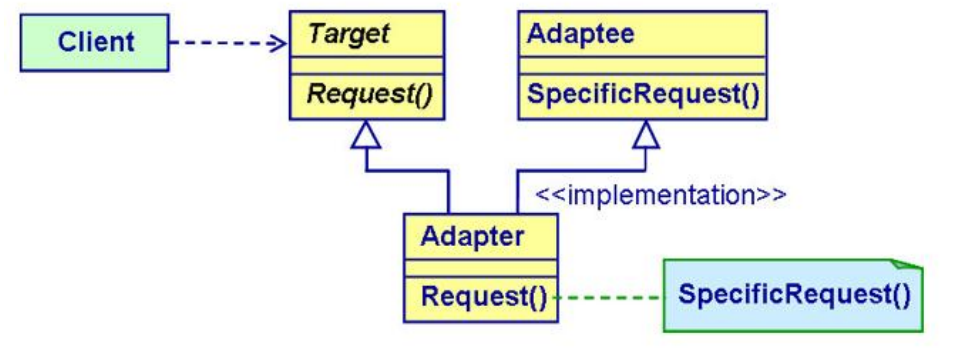 Client
Target
Request()
Adaptee
SpecificRequest()
<<implementation>>
Adapter
Request()
SpecificRequest()